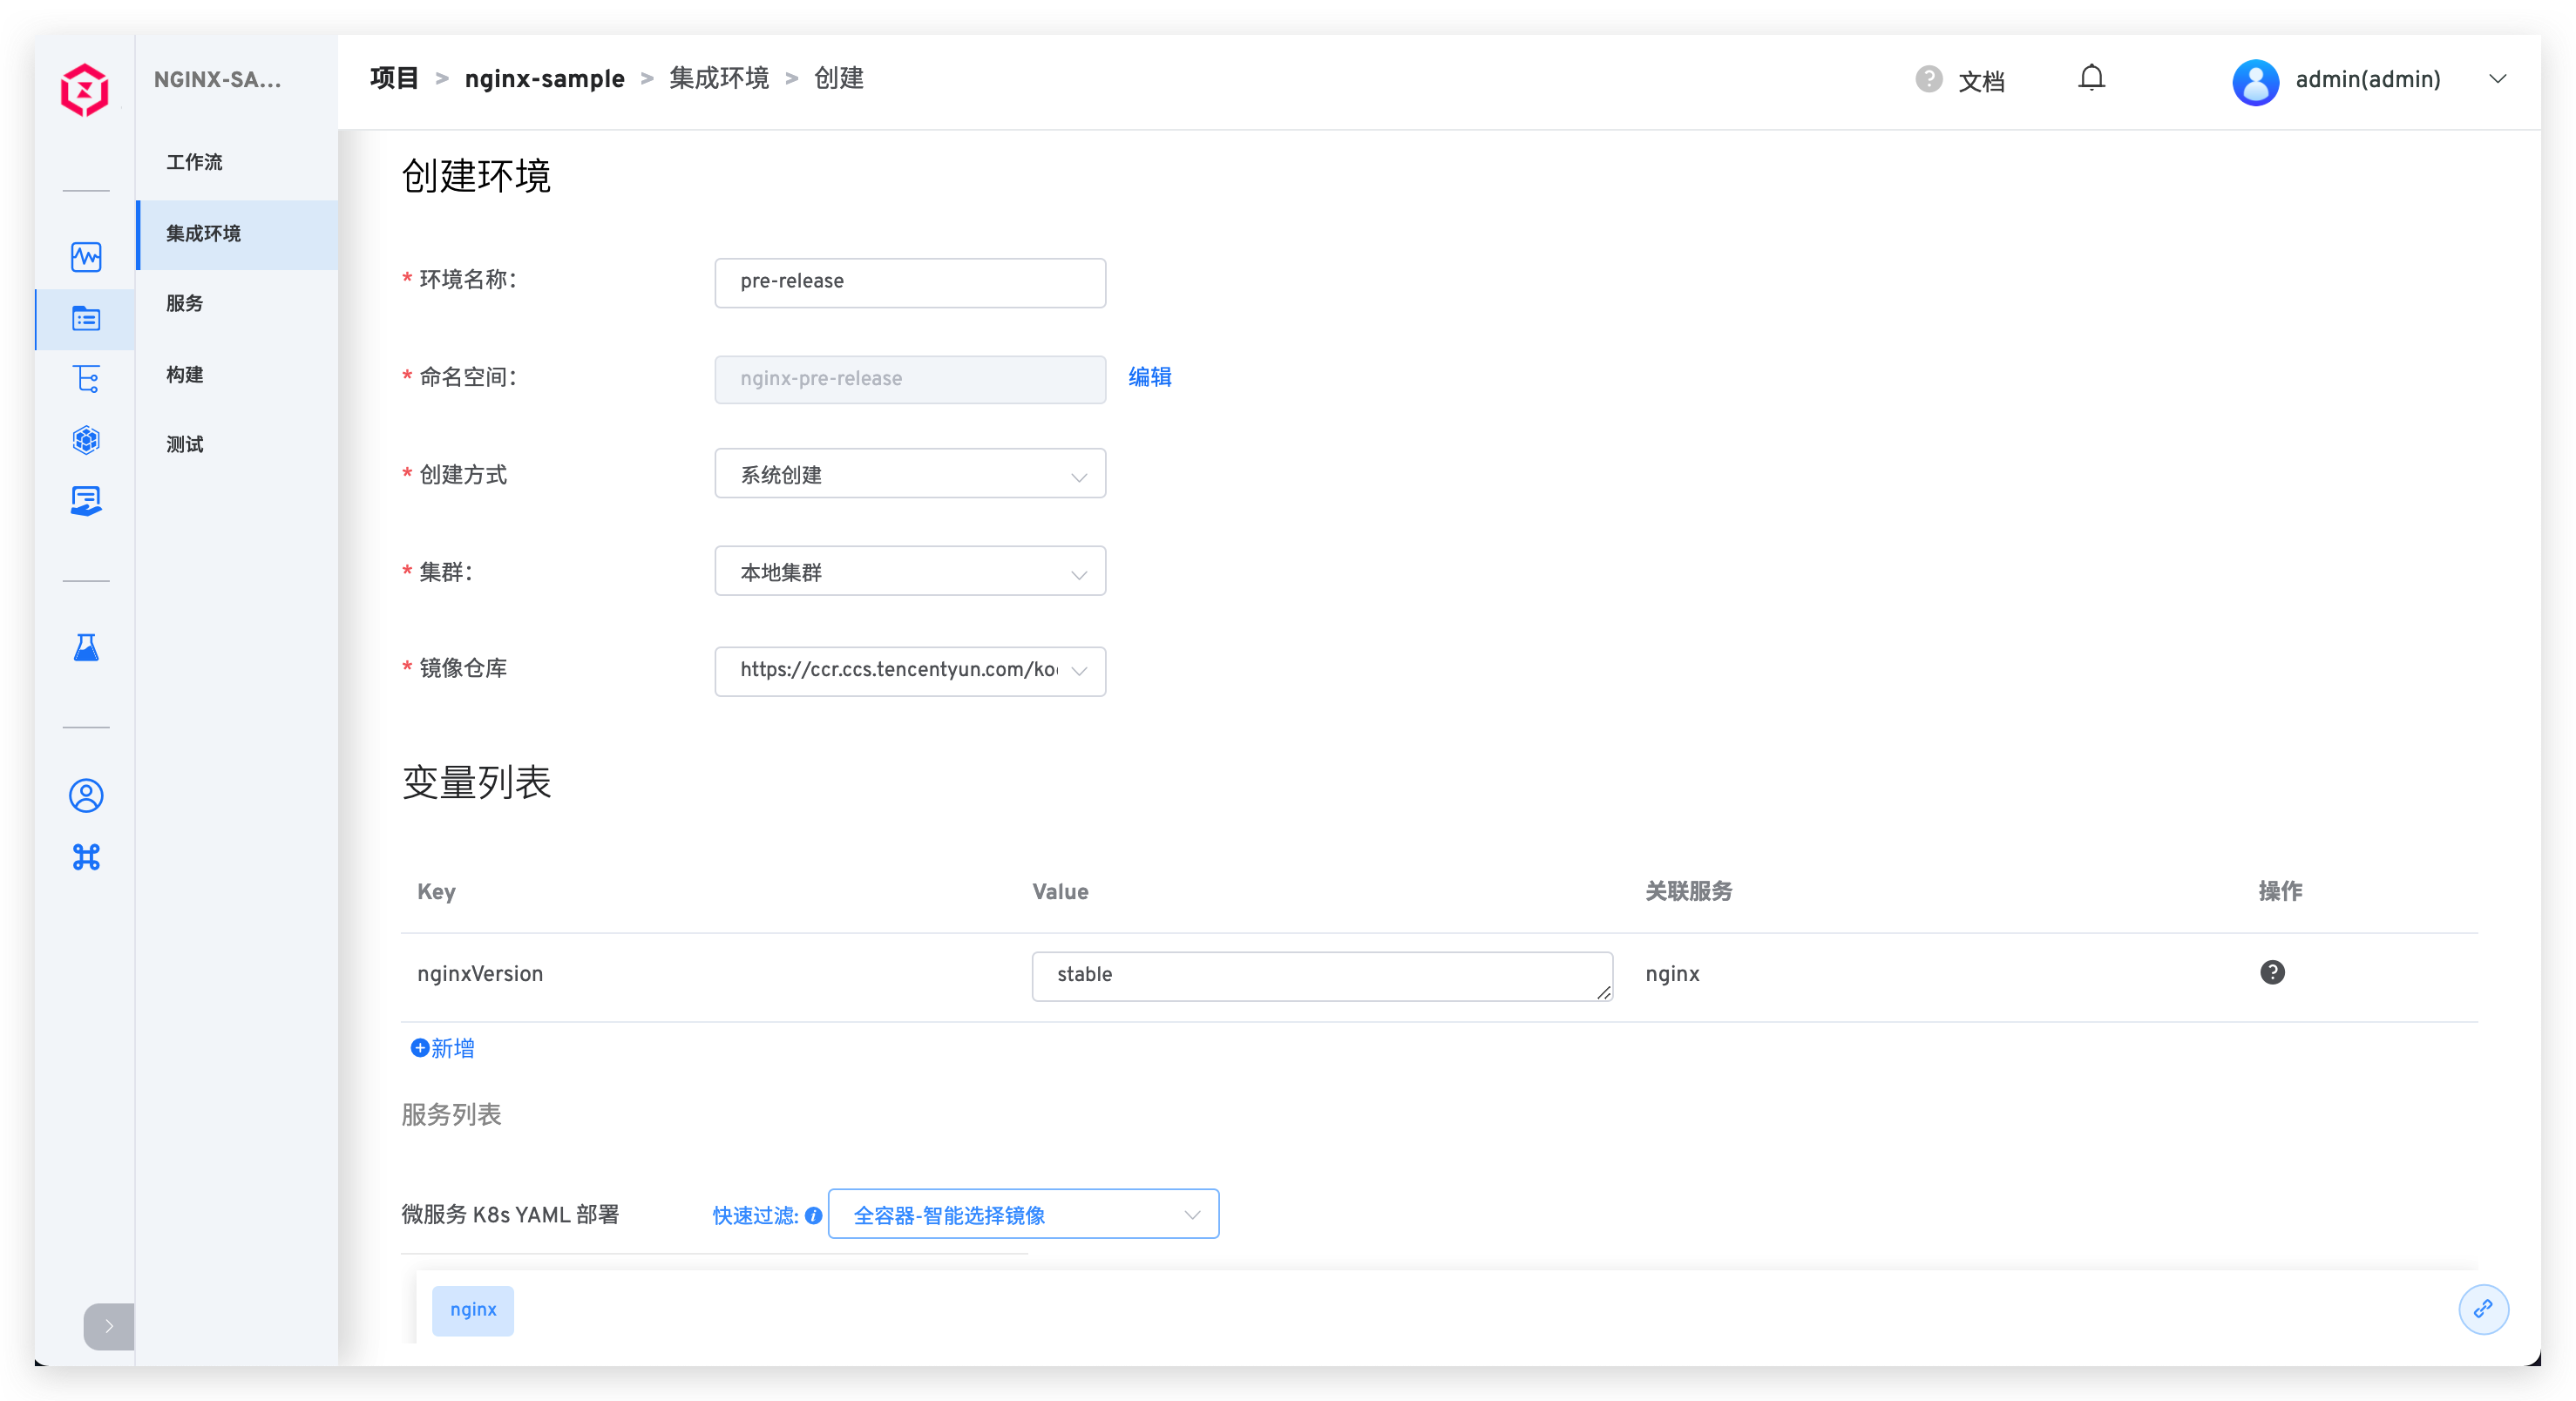 NGINX-SA...
工作流
集成环境
服务
构建
测试
项目 > nginx-sample > 集成环境 > 创建
? 文档
admin(admin)
创建环境
* 环境名称:
pre-release
* 命名空间:
nginx-pre-release
编辑
* 创建方式
系统创建
* 集群:
本地集群
* 镜像仓库
https://ccr.ccs.tencentyun.com/ko
变量列表
Key Value 关联服务 操作
nginxVersion stable nginx ?
新增
服务列表
微服务 K8s YAML 部署
快速过滤: 全容器-智能选择镜像
nginx